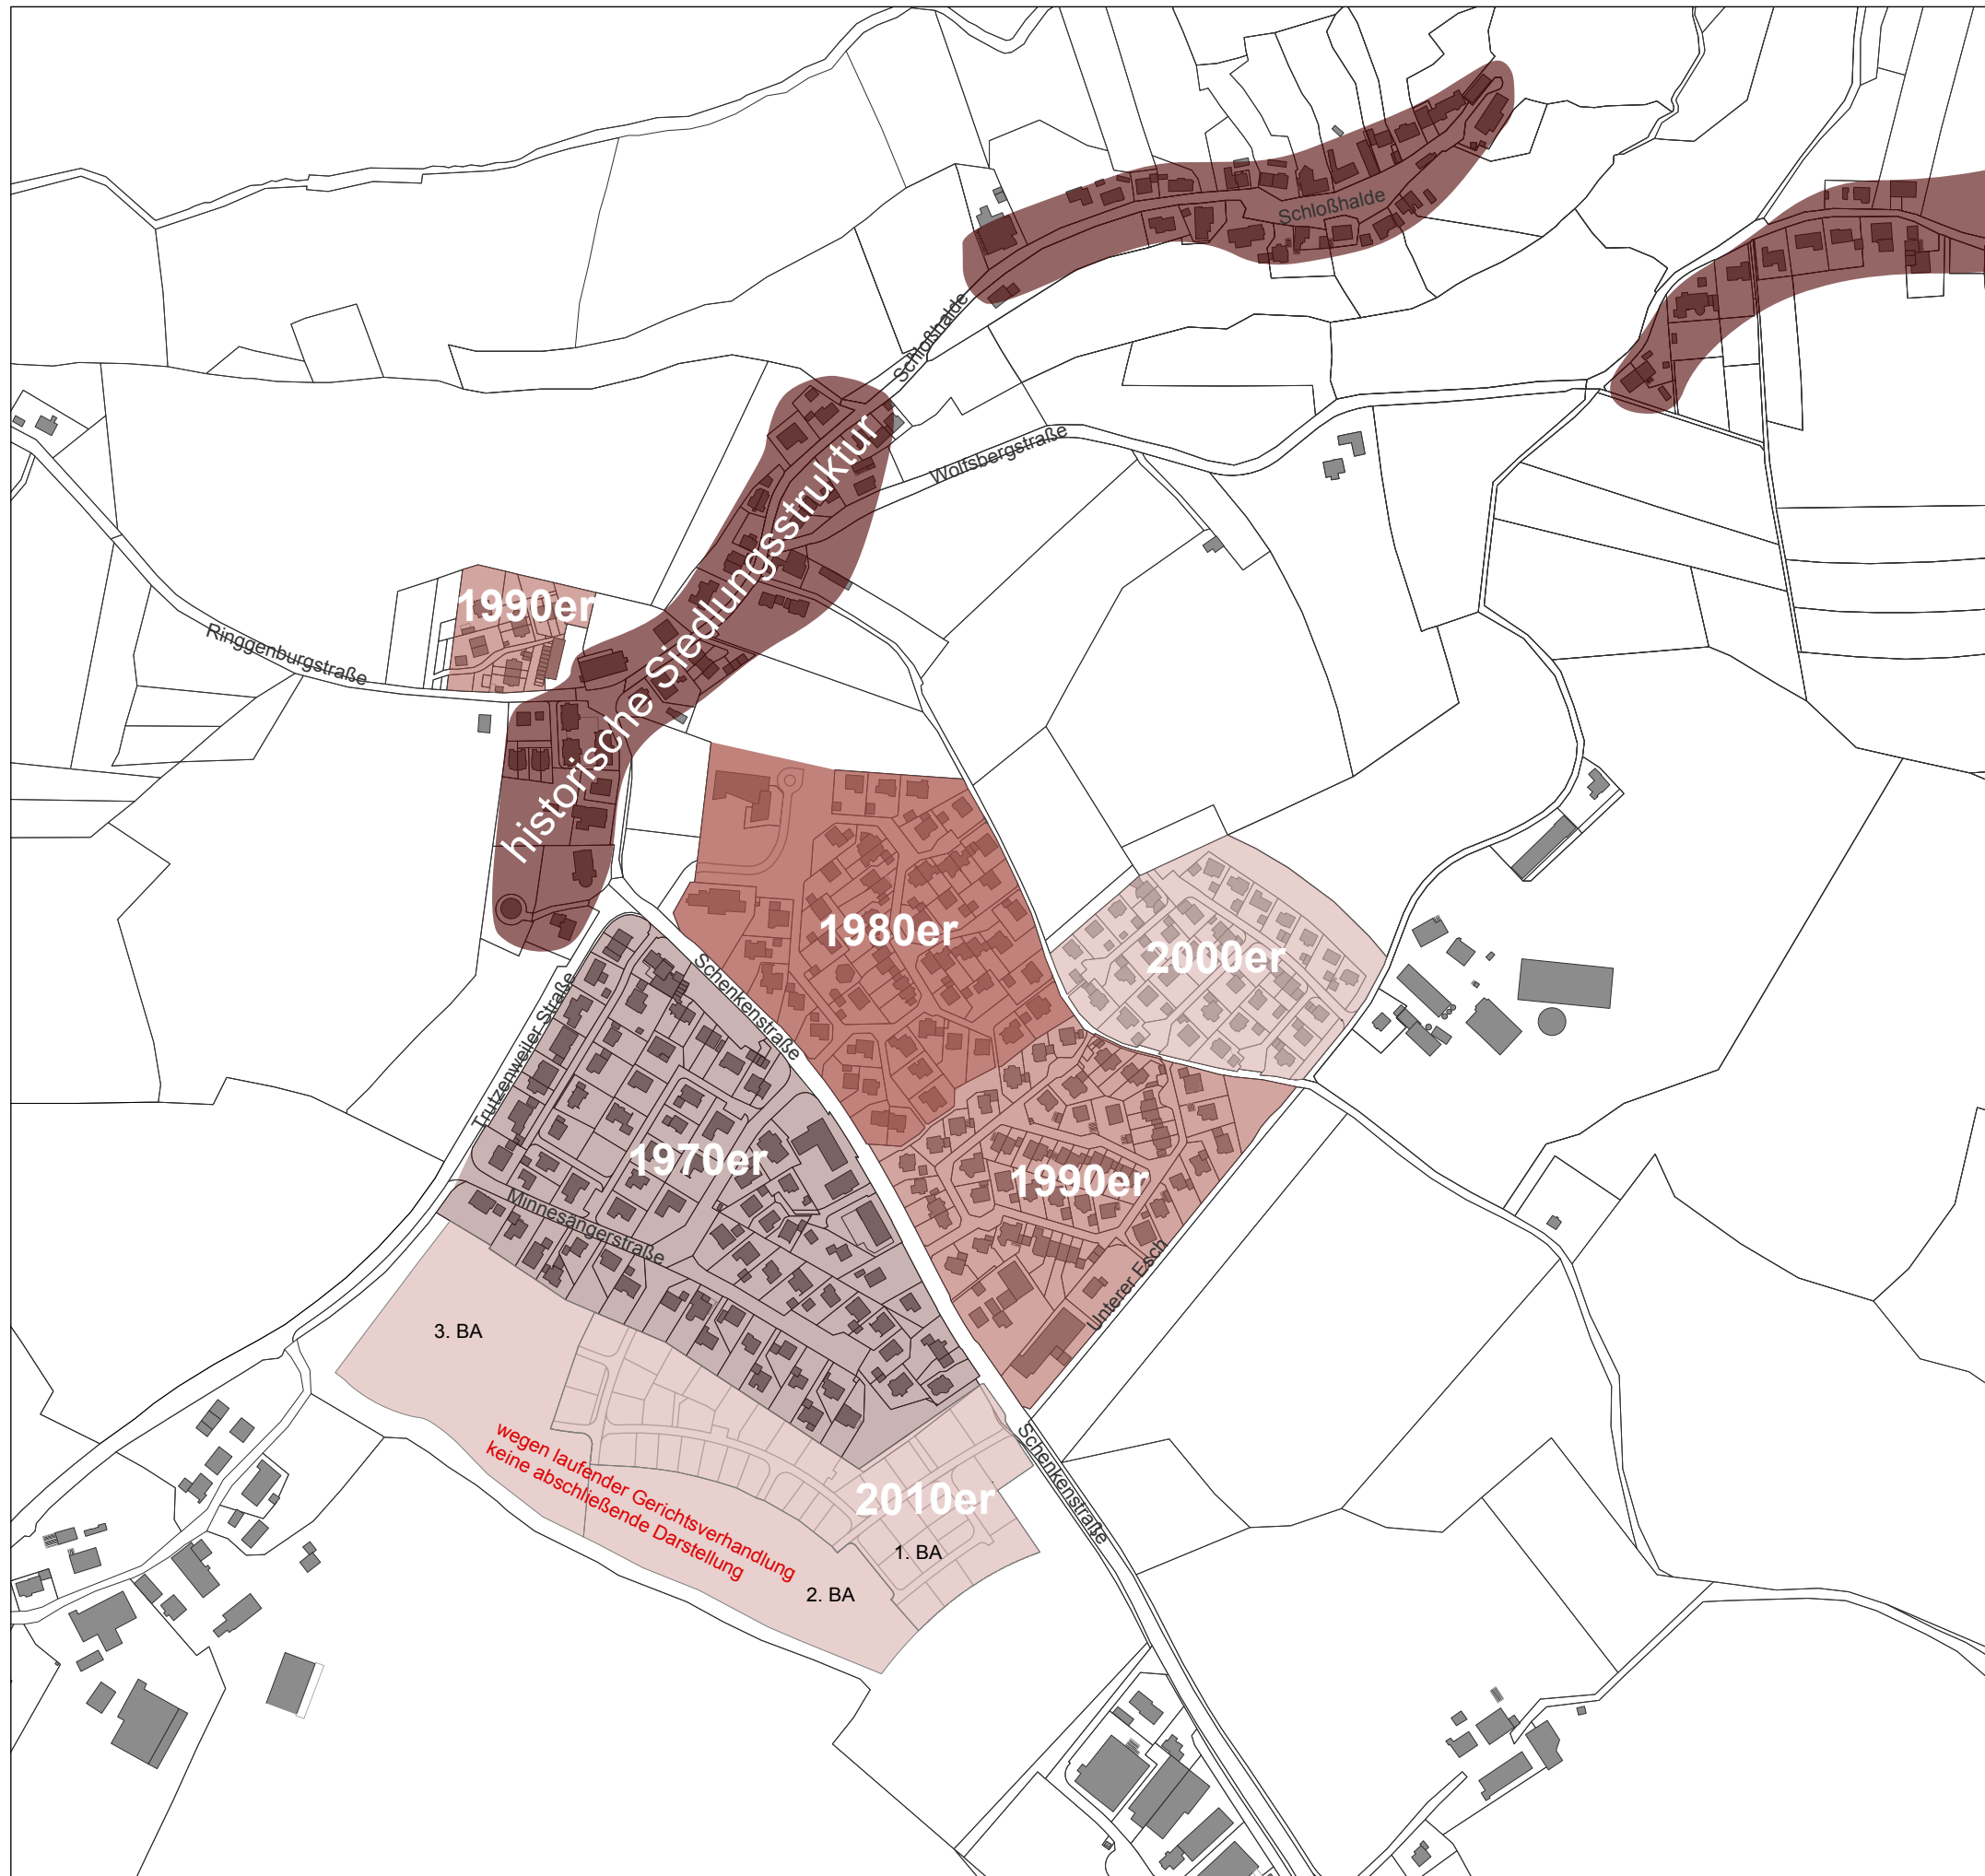 Schloßhalde
Schloßhalde
Wolfsbergstraße
historische Siedlungsstruktur
1990er
Ringgenburgstraße
1980er
2000er
Schenkenstraße
Trutzenweiler Straße
1970er
1990er
Minnesängerstraße
Unterer Esch
3. BA
wegen laufender Gerichtsverhandlung
keine abschließende Darstellung
2010er
Schenkenstraße
1. BA
2. BA